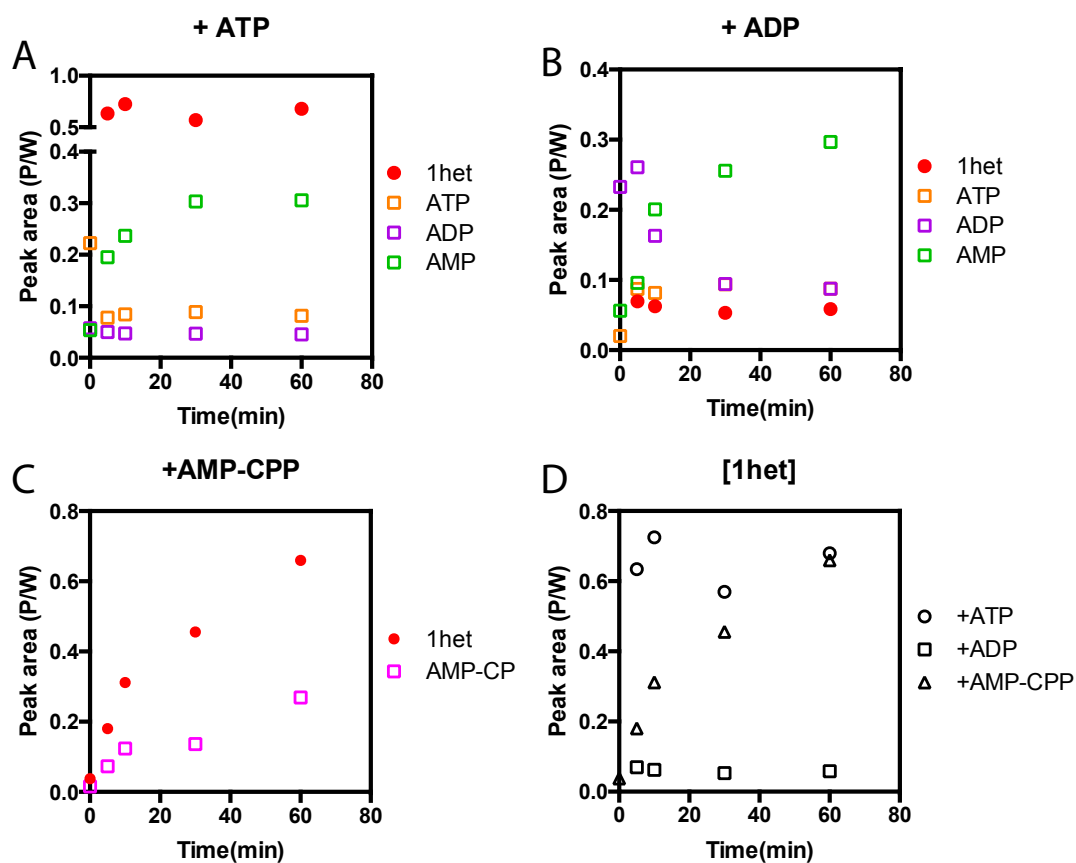 + ATP
A
1.0
0.5
0.4
0.3
0.2
0.1
0.0
Peak area (P/W)
0 20 40 60 80
Time(min)
1het
ATP
ADP
AMP
+ ADP
B
0.4
0.3
0.2
0.1
0.0
Peak area (P/W)
0 20 40 60 80
Time(min)
1het
ATP
ADP
AMP
+AMP-CPP
C
0.8
0.6
0.4
0.2
0.0
Peak area (P/W)
0 20 40 60 80
Time(min)
1het
AMP-CP
[1het]
D
0.8
0.6
0.4
0.2
0.0
Peak area (P/W)
0 20 40 60 80
Time(min)
+ATP
+ADP
+AMP-CPP